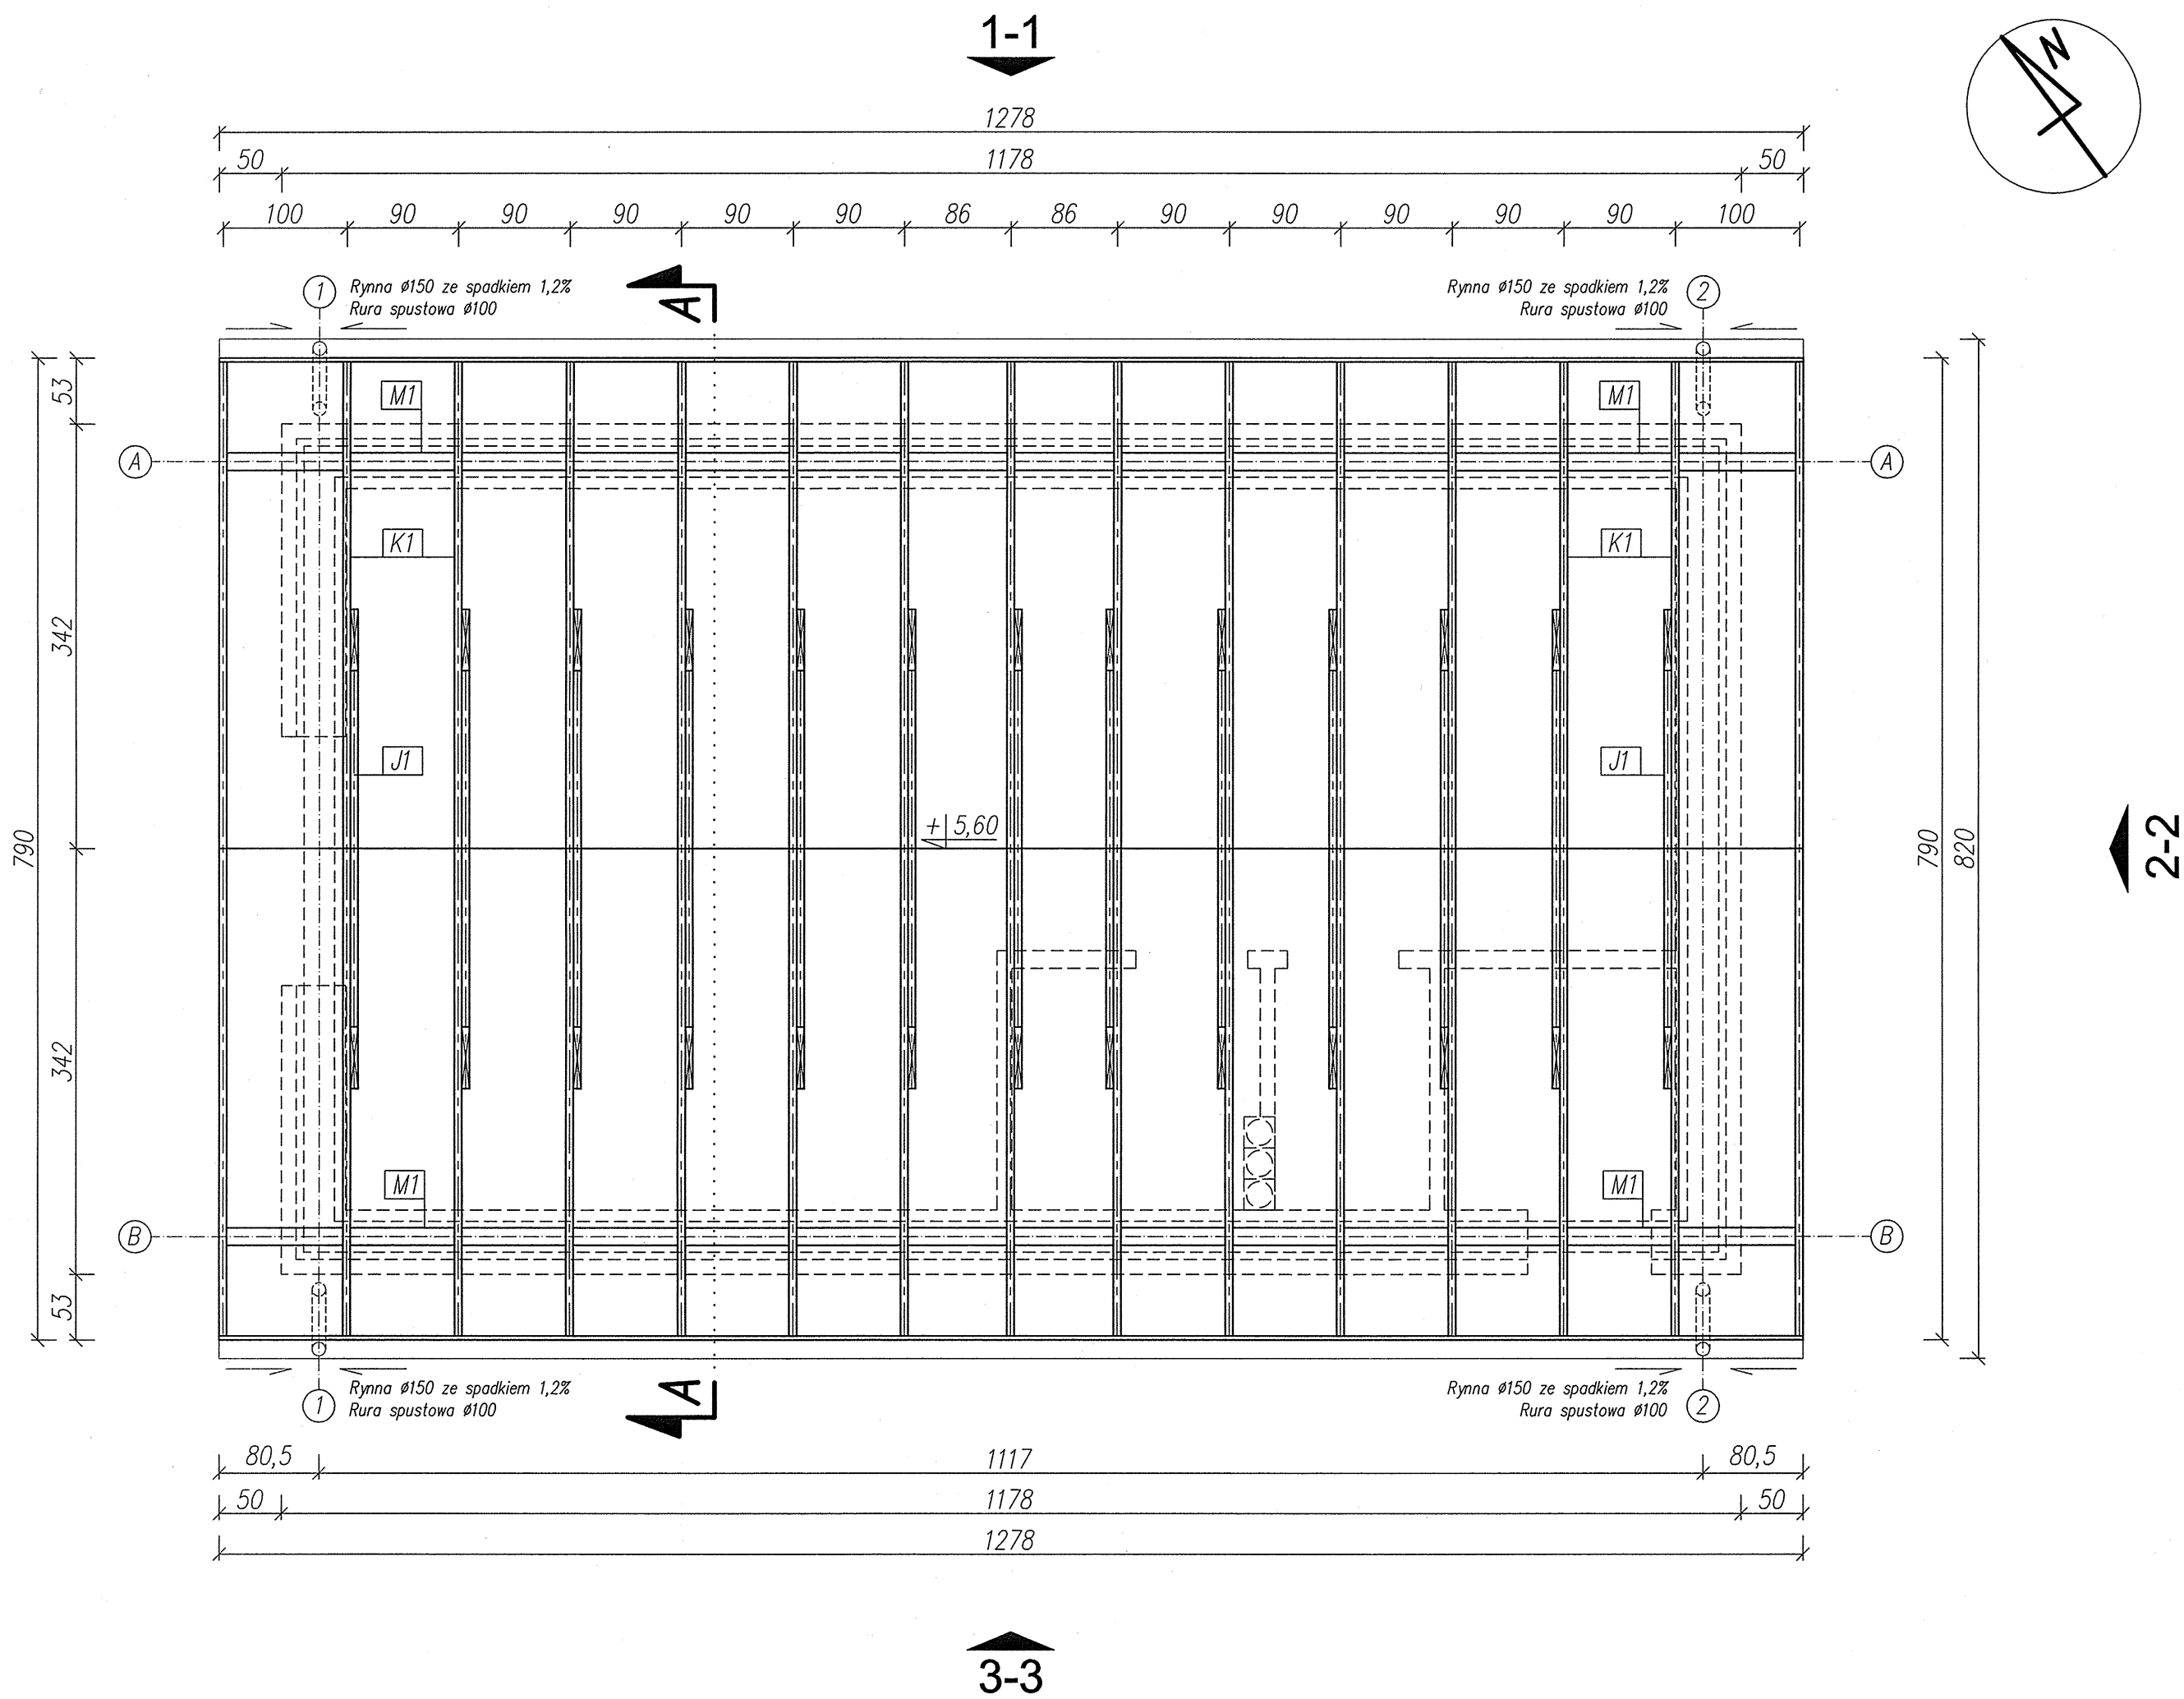 1-1
N
1278
50 1178 50
100 90 90 90 90 90 86 86 90 90 90 90 90 100
1 Rynna Ø150 ze spadkiem 1,2%
Rura spustowa Ø100
A
Rynna Ø150 ze spadkiem 1,2% 2
Rura spustowa Ø100
53
M1 M1
A A
K1 K1
342
J1 J1
+ 5,60
790 790 820
2-2
342
M1 M1
B B
53
1 Rynna Ø150 ze spadkiem 1,2%
Rura spustowa Ø100
A
Rynna Ø150 ze spadkiem 1,2% 2
Rura spustowa Ø100
80,5 1117 80,5
50 1178 50
1278
3-3